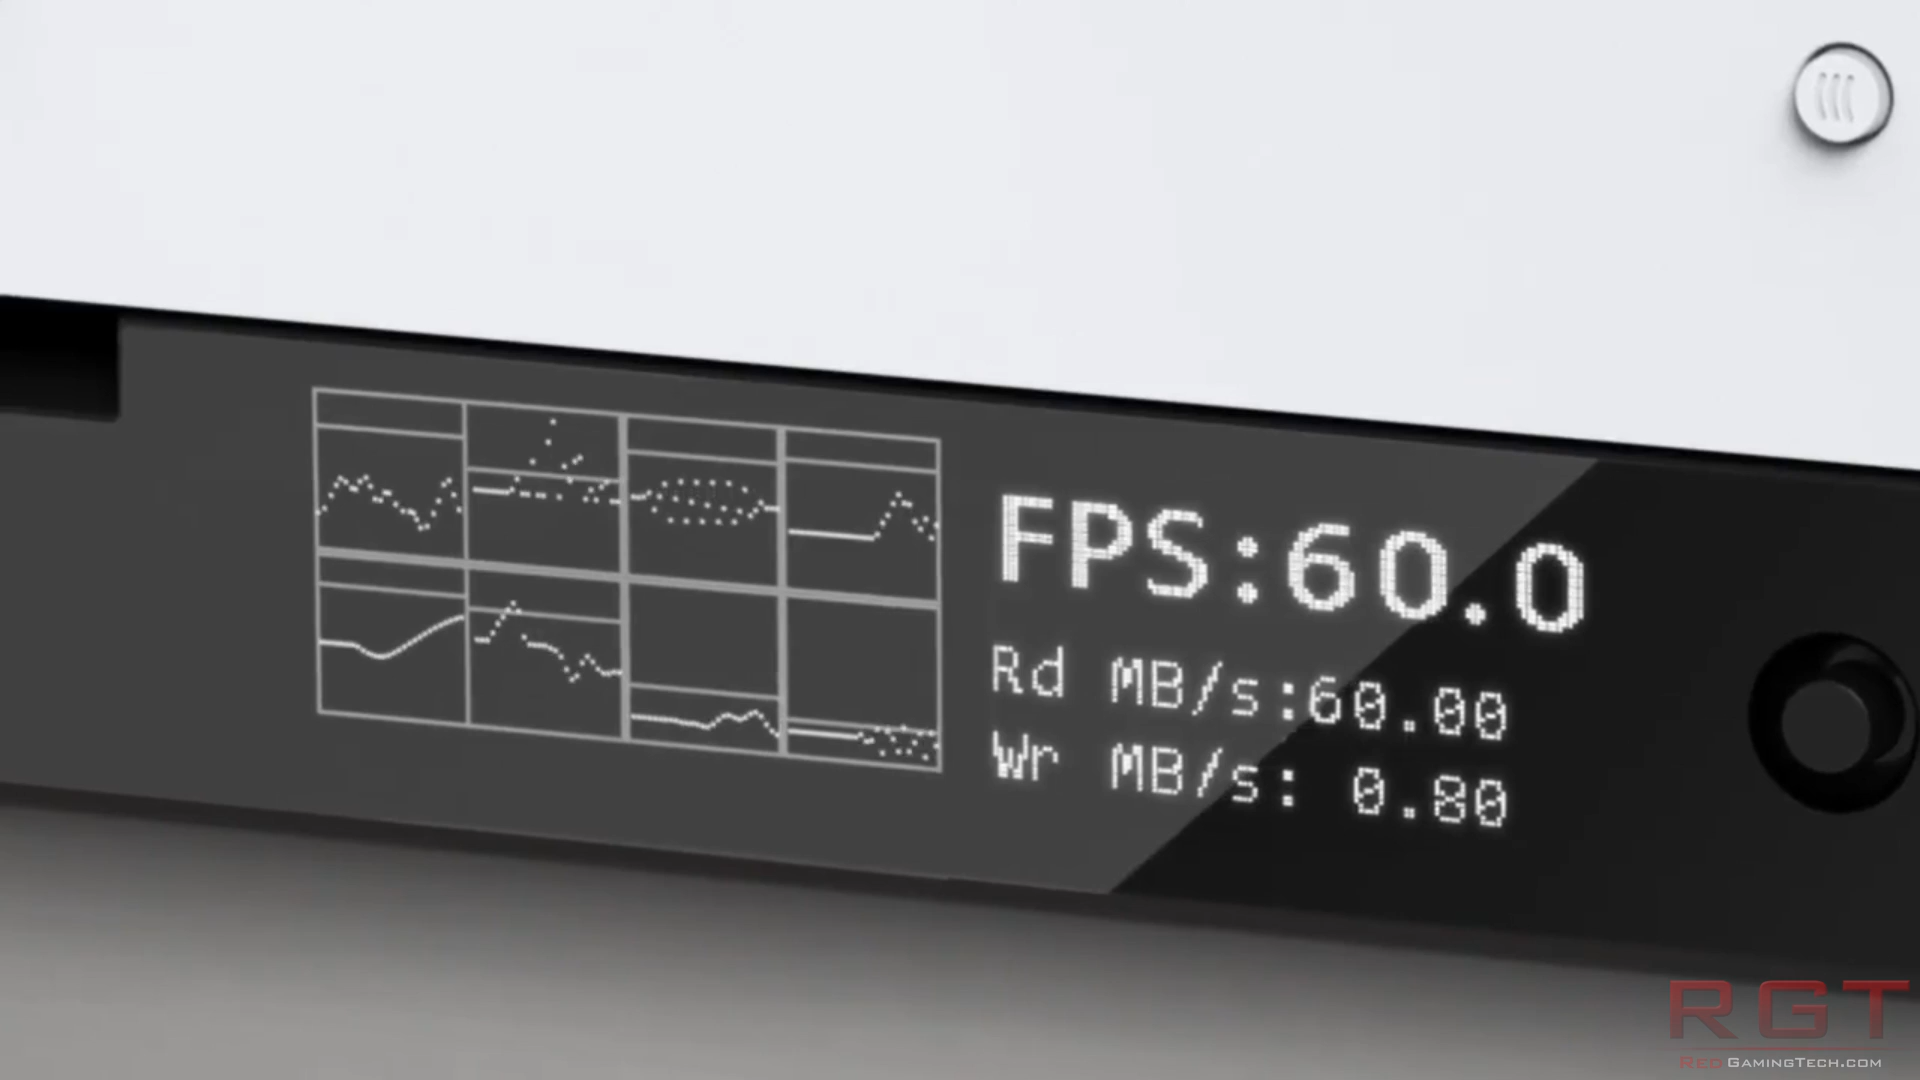 FPS:60.0
Rd MB/s:60.00
Wr MB/s: 0.80
RGT
REDGAMINGTECH.COM